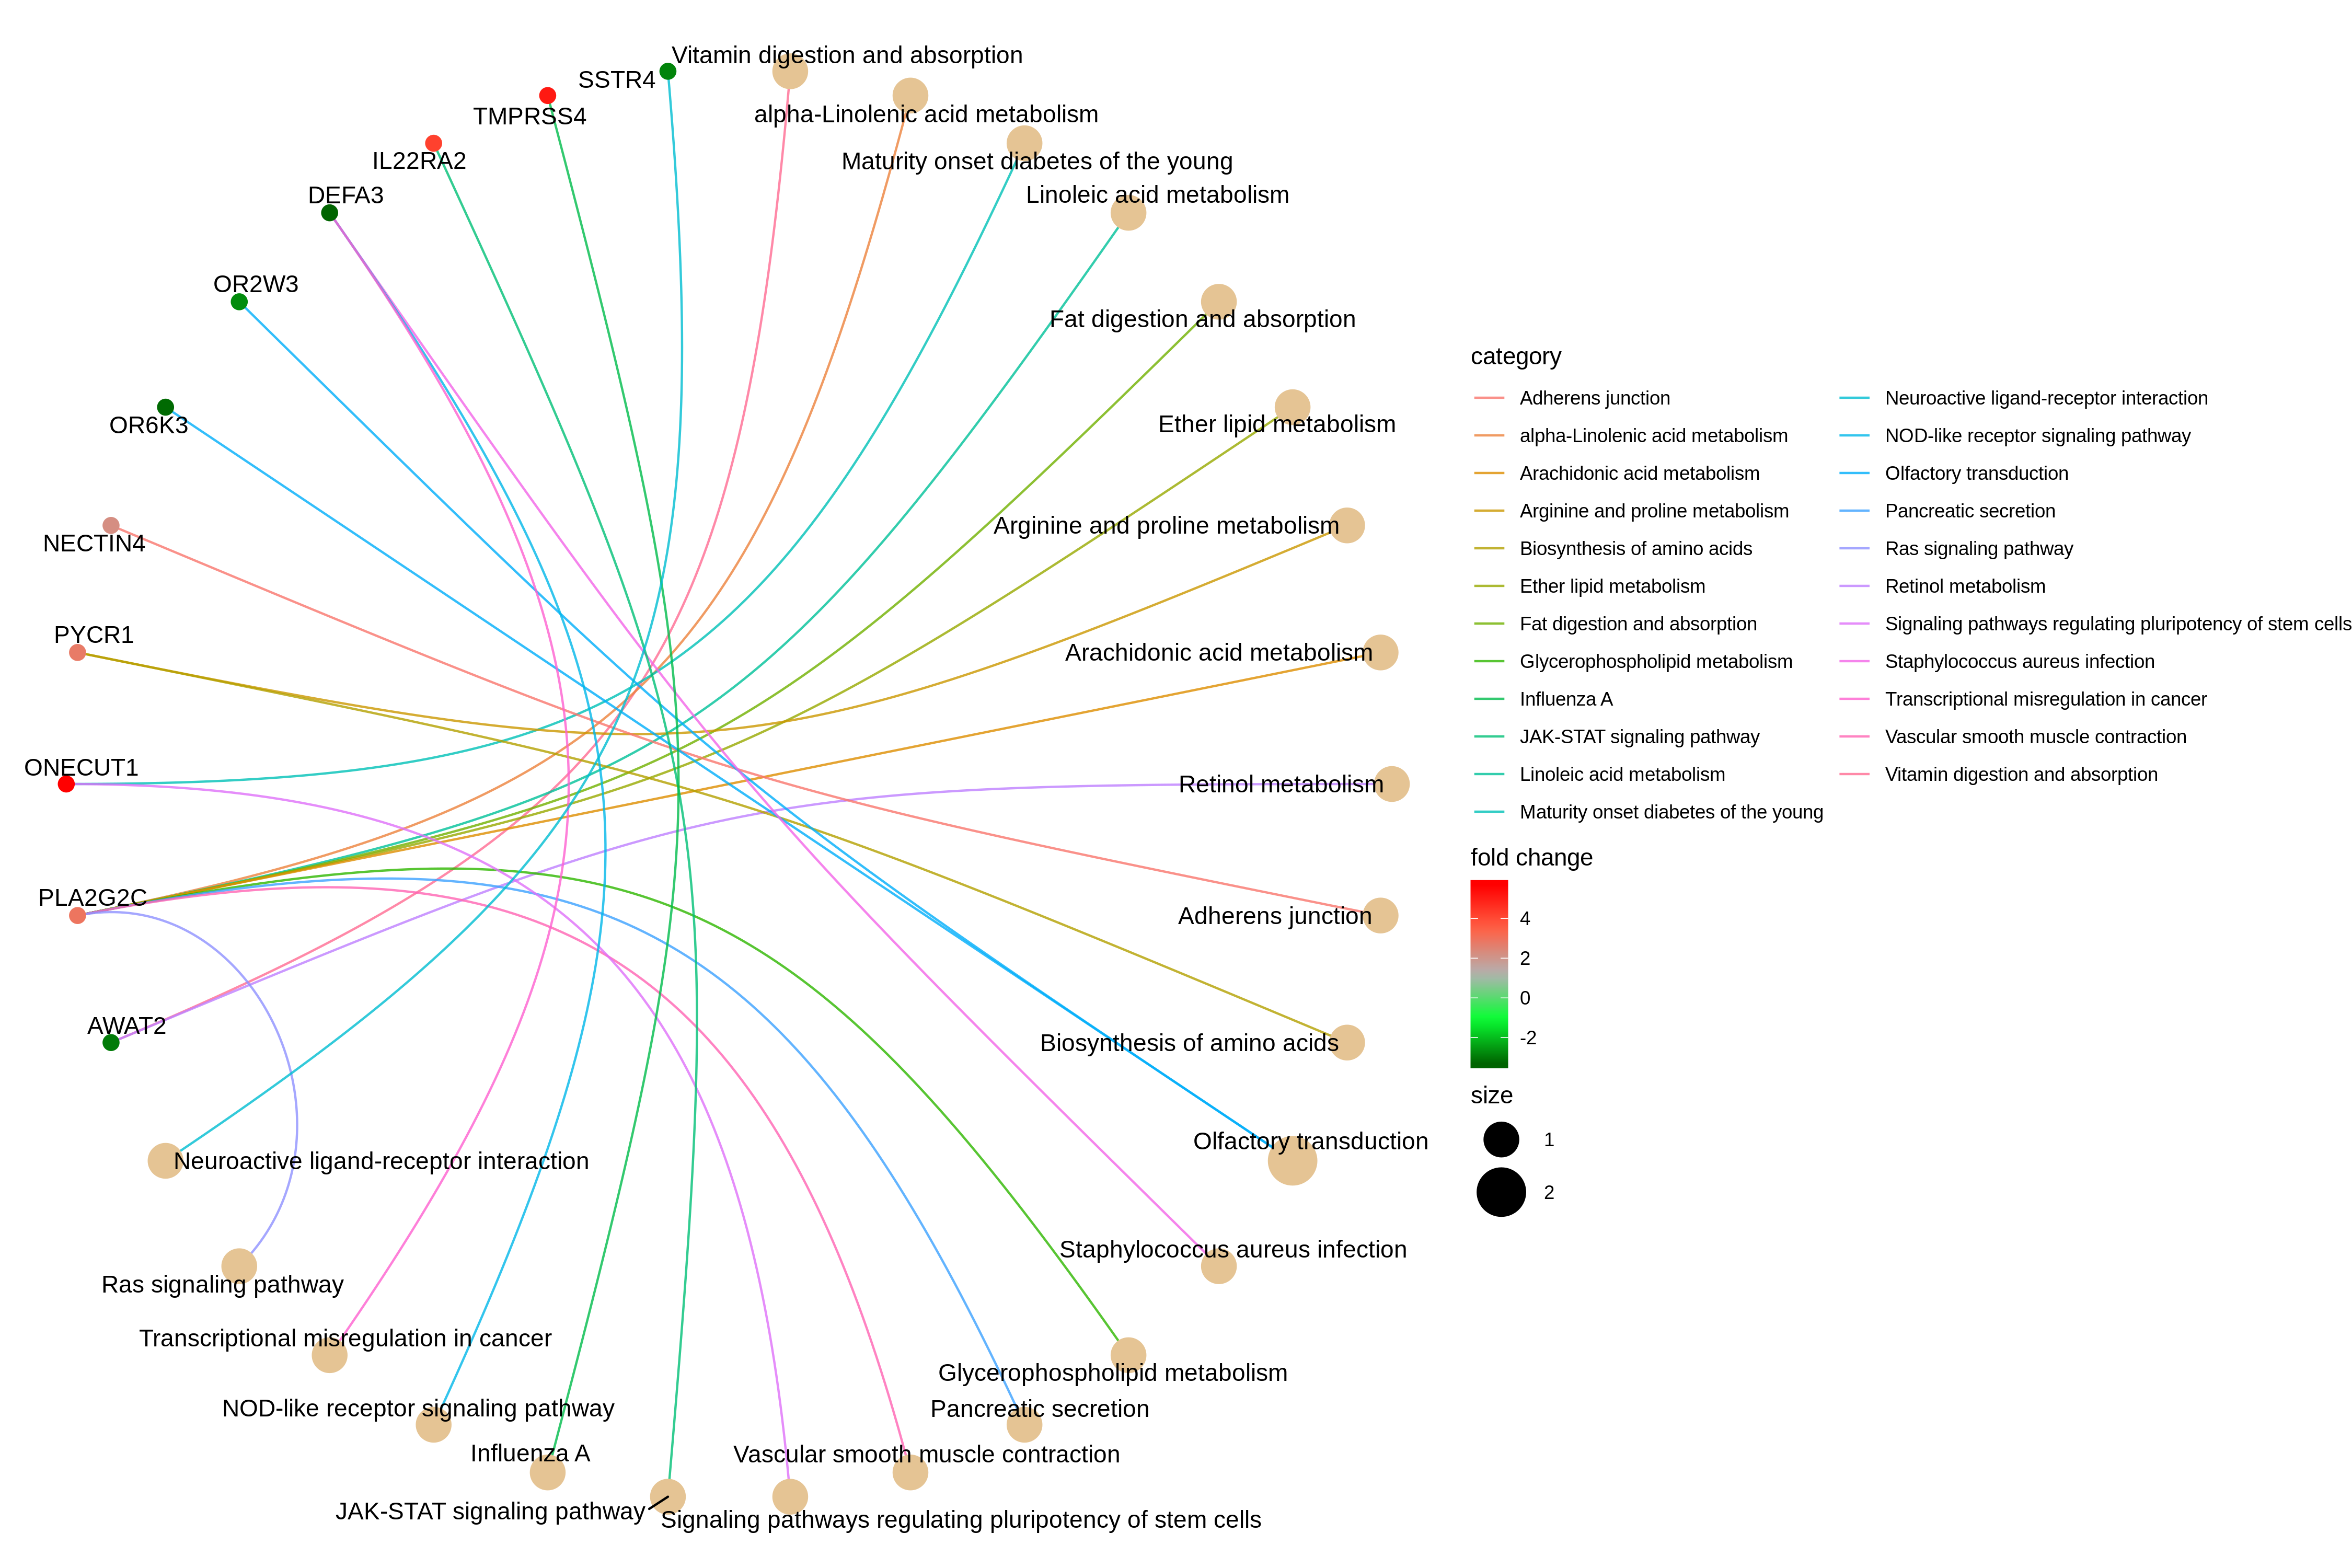 Vitamin digestion and absorption
SSTR4
alpha-Linolenic acid metabolism
TMPRSS4
IL22RA2
Maturity onset diabetes of the young
DEFA3
Linoleic acid metabolism
OR2W3
Fat digestion and absorption
OR6K3
Ether lipid metabolism
NECTIN4
Arginine and proline metabolism
PYCR1
Arachidonic acid metabolism
ONECUT1
Retinol metabolism
PLA2G2C
Adherens junction
AWAT2
Biosynthesis of amino acids
Neuroactive ligand-receptor interaction
Olfactory transduction
Ras signaling pathway
Staphylococcus aureus infection
Transcriptional misregulation in cancer
Glycerophospholipid metabolism
NOD-like receptor signaling pathway
Pancreatic secretion
Influenza A
Vascular smooth muscle contraction
JAK-STAT signaling pathway
Signaling pathways regulating pluripotency of stem cells
category
Adherens junction
alpha-Linolenic acid metabolism
Arachidonic acid metabolism
Arginine and proline metabolism
Biosynthesis of amino acids
Ether lipid metabolism
Fat digestion and absorption
Glycerophospholipid metabolism
Influenza A
JAK-STAT signaling pathway
Linoleic acid metabolism
Maturity onset diabetes of the young
Neuroactive ligand-receptor interaction
NOD-like receptor signaling pathway
Olfactory transduction
Pancreatic secretion
Ras signaling pathway
Retinol metabolism
Signaling pathways regulating pluripotency of stem cells
Staphylococcus aureus infection
Transcriptional misregulation in cancer
Vascular smooth muscle contraction
Vitamin digestion and absorption
fold change
4
2
0
-2
size
1
2